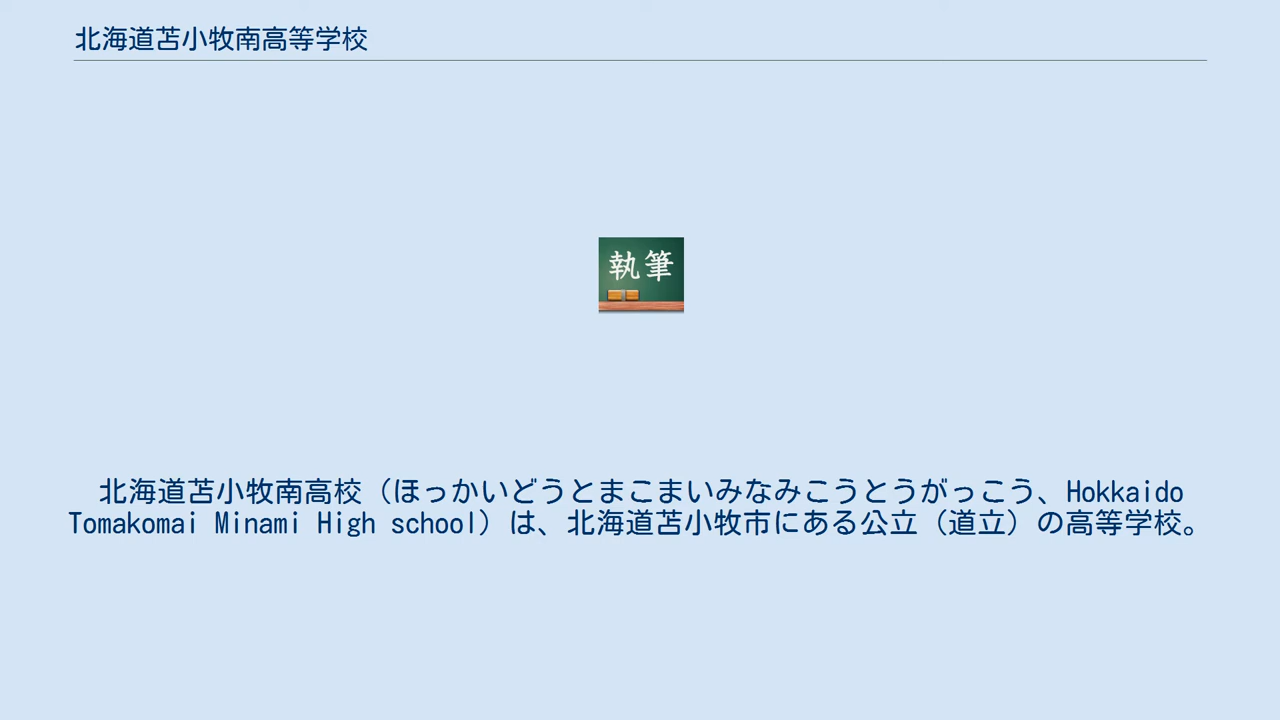 北海道苫小牧南高等学校
執筆
北海道苫小牧南高校（ほっかいどうとまこまいみなみこうとうがっこう、Hokkaido
Tomakomai Minami High school）は、北海道苫小牧市にある公立（道立）の高等学校。